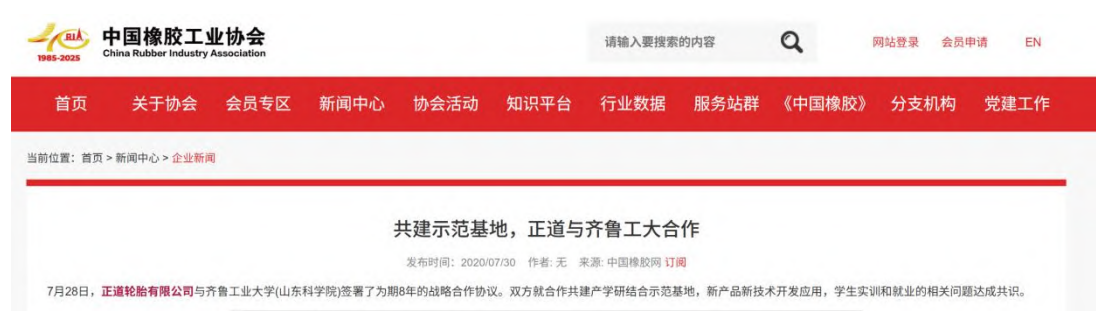 40
RIA
1985-2025
中国橡胶工业协会
China Rubber Industry Association
请输入要搜索的内容
网站登录 会员申请 EN
首页 关于协会 会员专区 新闻中心 协会活动 知识平台 行业数据 服务站群 《中国橡胶》 分支机构 党建工作
当前位置：首页 > 新闻中心 > 企业新闻
共建示范基地，正道与齐鲁工大合作
发布时间：2020/07/30 作者: 无 来源: 中国橡胶网 订阅
7月28日，正道轮胎有限公司与齐鲁工业大学(山东科学院)签署了为期8年的战略合作协议。双方就合作共建产学研结合示范基地，新产品新技术开发应用，学生实训和就业的相关问题达成共识。